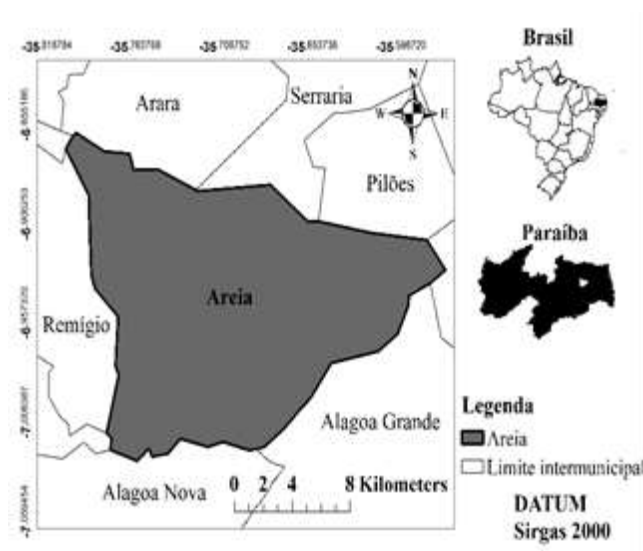 Brasil
Arara
Serraria
N
W
E
S
Pilões
Paraíba
Areia
Remígio
Legenda
Alagoa Grande
Areia
Limite intermunicipal
Alagoa Nova
0 2 4 8 Kilometers
DATUM
Sirgas 2000